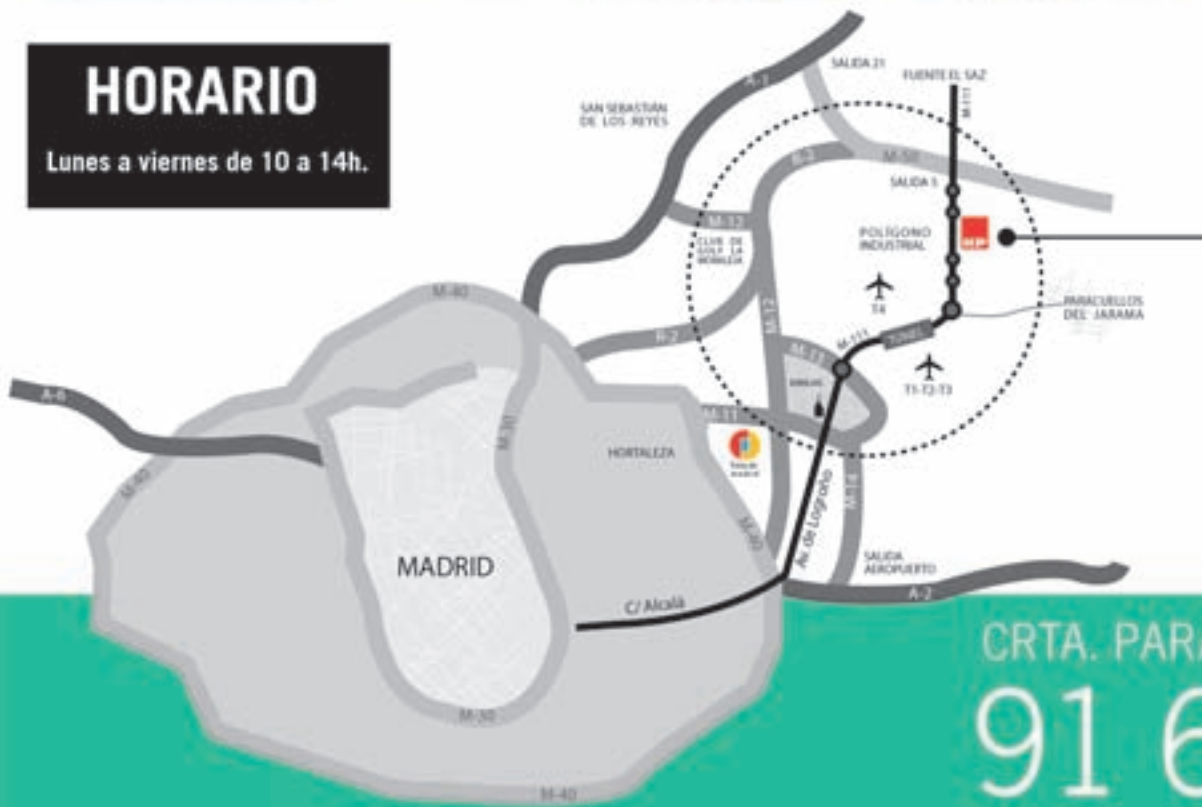 HORARIO
Lunes a viernes de 10 a 14h.
A-1
SALIDA 21
FUENTE EL SAZ
M-111
SAN SEBASTIÁN
DE LOS REYES
R-2
M-50
SALIDA 5
M-12
CLUB DE
GOLF LA
MORALEJA
POLÍGONO
INDUSTRIAL
T4
M-40
M-12
PARACUELLOS
DEL JARAMA
R-2
M-111
TÚNEL
M-13
T1-T2-T3
A-6
M-11
M-30
HORTALEZA
feria de
madrid
M-40
M-14
Av. de Logroño
M-40
MADRID
SALIDA
AEROPUERTO
A-2
C/ Alcalá
CRTA. PARA
91 6
M-30
M-40